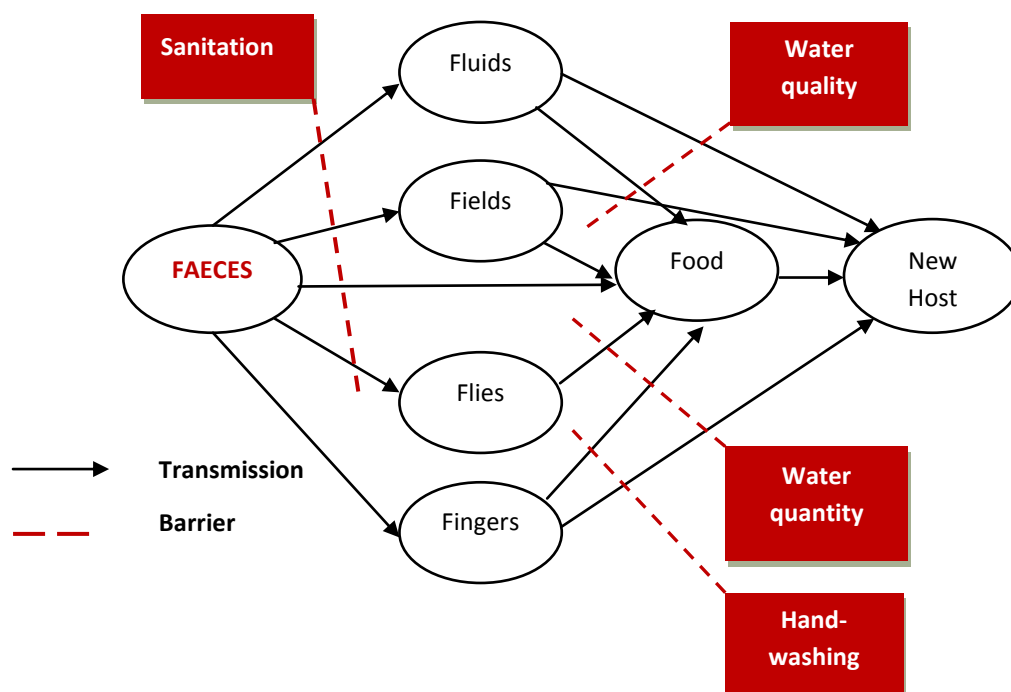 Sanitation
Fluids
Water
quality
Fields
FAECES
Food
New
Host
Flies
Transmission
Barrier
Fingers
Water
quantity
Hand-
washing